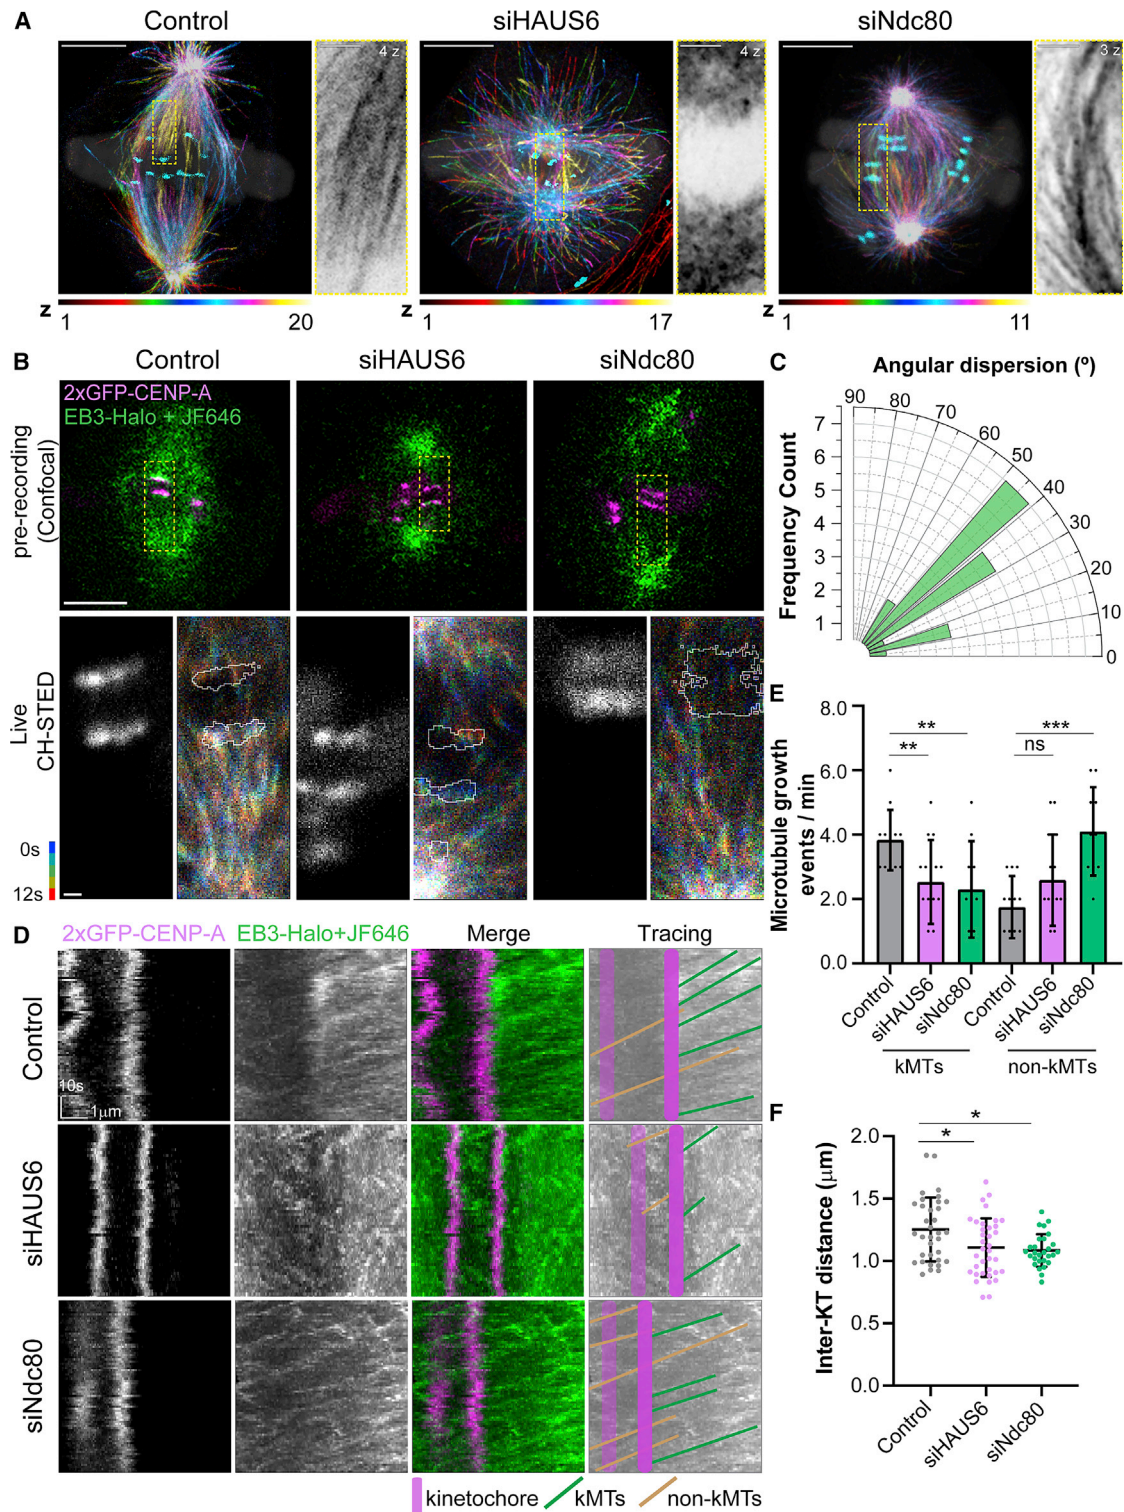 A
Control
siHAUS6
siNdc80
4 z
4 z
3 z
z
1
20
z
1
17
z
1
11
B
Control
siHAUS6
siNdc80
pre-recording
(Confocal)
2xGFP-CENP-A
EB3-Halo + JF646
Live
CH-STED
0s
12s
C
Angular dispersion (º)
Frequency Count
7
6
5
4
3
2
1
90
80
70
60
50
40
30
20
10
0
D
2xGFP-CENP-A
EB3-Halo+JF646
Merge
Tracing
Control
10s
1μm
siHAUS6
siNdc80
kinetochore
kMTs
non-kMTs
E
Microtubule growth
events / min
8.0
6.0
4.0
2.0
0.0
**
**
***
ns
Control
siHAUS6
siNdc80
Control
siHAUS6
siNdc80
kMTs
non-kMTs
F
Inter-KT distance (μm)
2.0
1.5
1.0
0.5
0.0
*
*
Control
siHAUS6
siNdc80